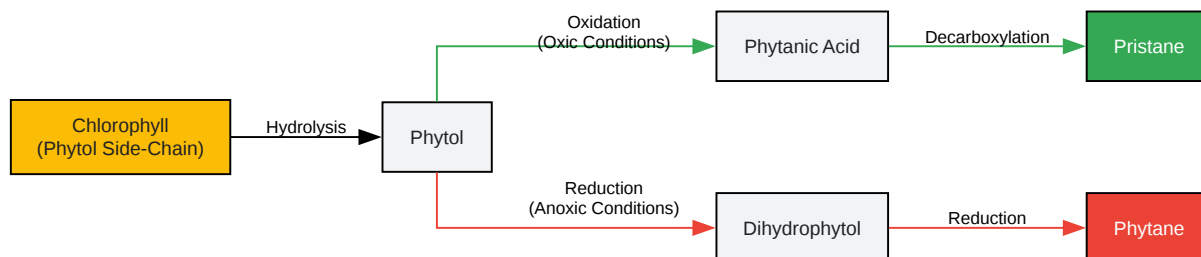 Chlorophyll
(Phytol Side-Chain)
Hydrolysis
Phytol
Oxidation
(Oxic Conditions)
Phytanic Acid
Decarboxylation
Pristane
Reduction
(Anoxic Conditions)
Dihydrophytol
Reduction
Phytane